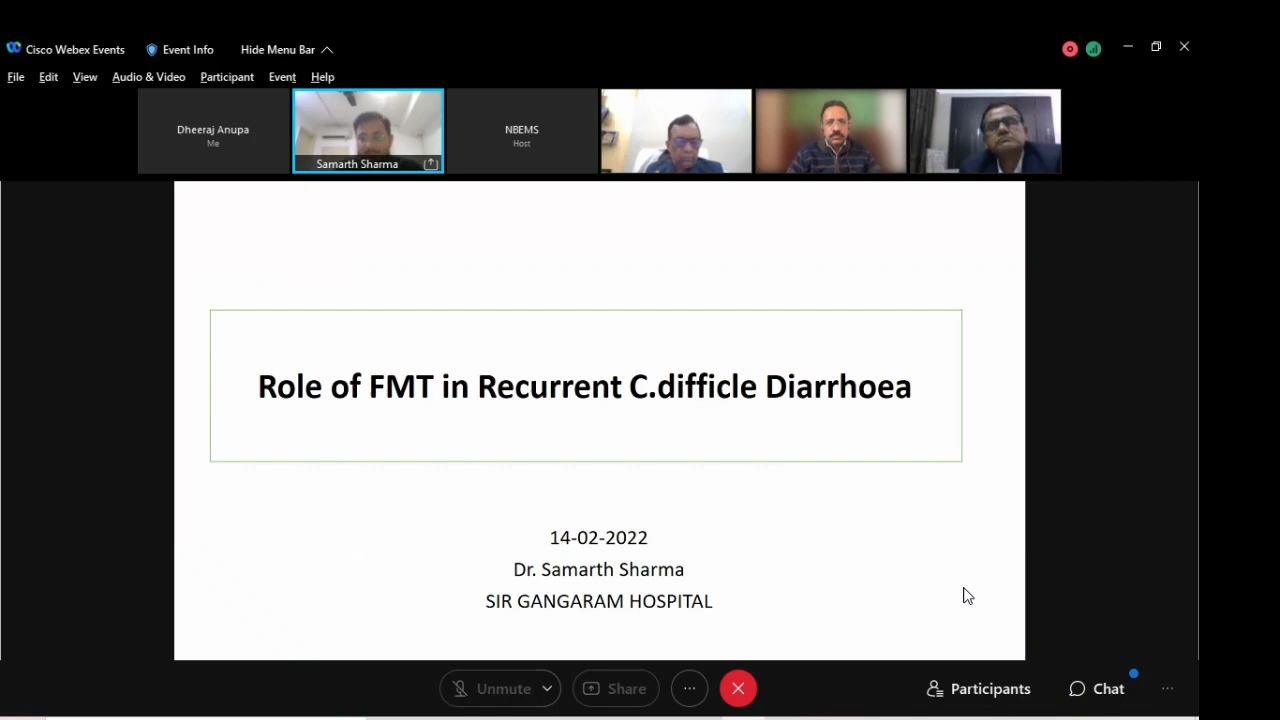 Cisco Webex Events Event Info Hide Menu Bar
File Edit View Audio & Video Participant Event Help
Dheeraj Anupa
Me
Samarth Sharma
NBEMS
Host
Role of FMT in Recurrent C.difficle Diarrhoea
14-02-2022
Dr. Samarth Sharma
SIR GANGARAM HOSPITAL
Unmute Share Participants Chat